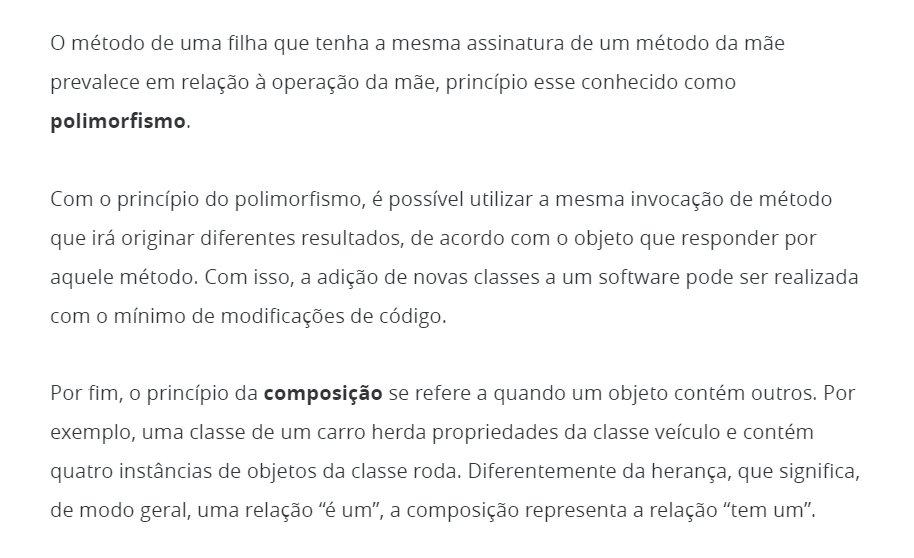 O método de uma filha que tenha a mesma assinatura de um método da mãe
prevalece em relação à operação da mãe, princípio esse conhecido como
polimorfismo.
Com o princípio do polimorfismo, é possível utilizar a mesma invocação de método
que irá originar diferentes resultados, de acordo com o objeto que responder por
aquele método. Com isso, a adição de novas classes a um software pode ser realizada
com o mínimo de modificações de código.
Por fim, o princípio da composição se refere a quando um objeto contém outros. Por
exemplo, uma classe de um carro herda propriedades da classe veículo e contém
quatro instâncias de objetos da classe roda. Diferentemente da herança, que significa,
de modo geral, uma relação “é um”, a composição representa a relação “tem um”.